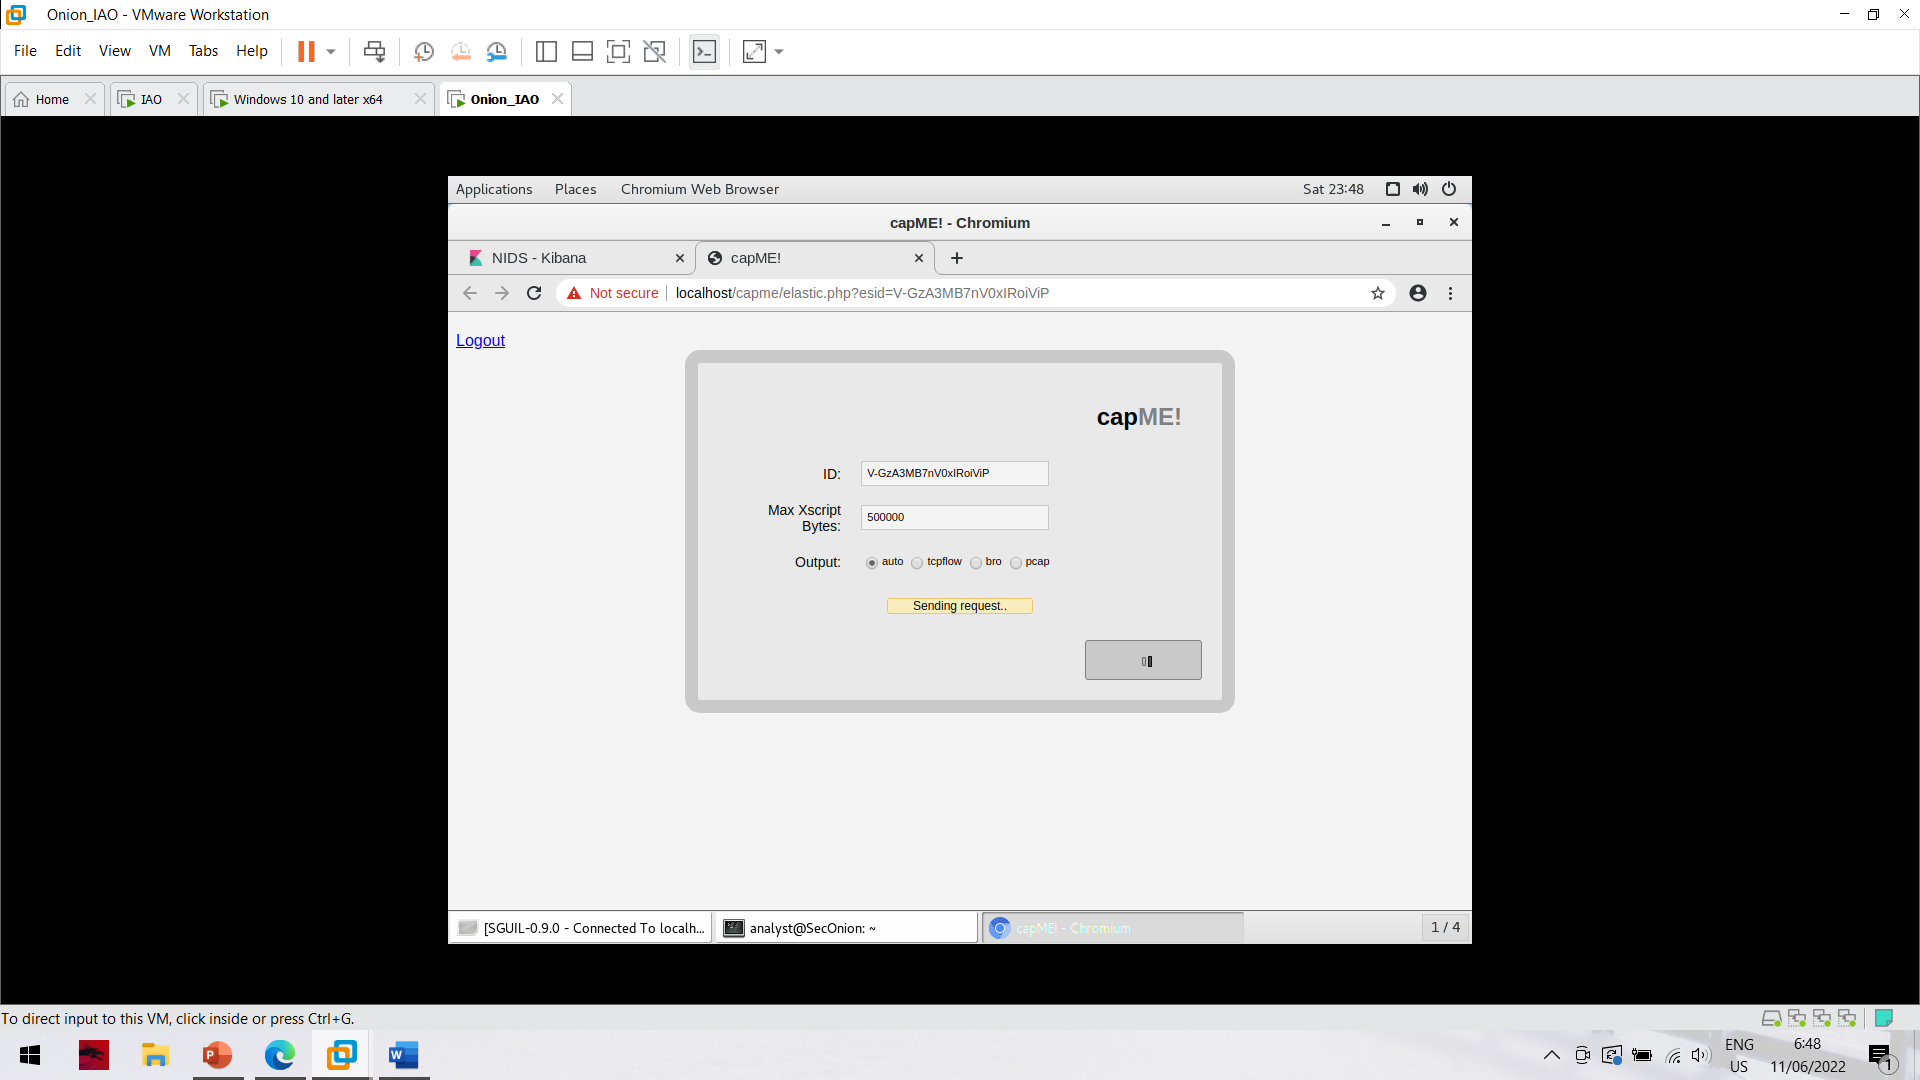 Onion_IAO - VMware Workstation
File Edit View VM Tabs Help
Home IAO Windows 10 and later x64 Onion_IAO
Applications Places Chromium Web Browser Sat 23:48
capME! - Chromium
NIDS - Kibana capME!
Not secure localhost/capme/elastic.php?esid=V-GzA3MB7nV0xIRoiViP
Logout
capME!
ID: V-GzA3MB7nV0xIRoiViP
Max Xscript Bytes: 500000
Output: auto tcpflow bro pcap
Sending request..
[SGUIL-0.9.0 - Connected To localh... analyst@SecOnion: ~ capME! - Chromium 1 / 4
To direct input to this VM, click inside or press Ctrl+G.
ENG 6:48
US 11/06/2022 1